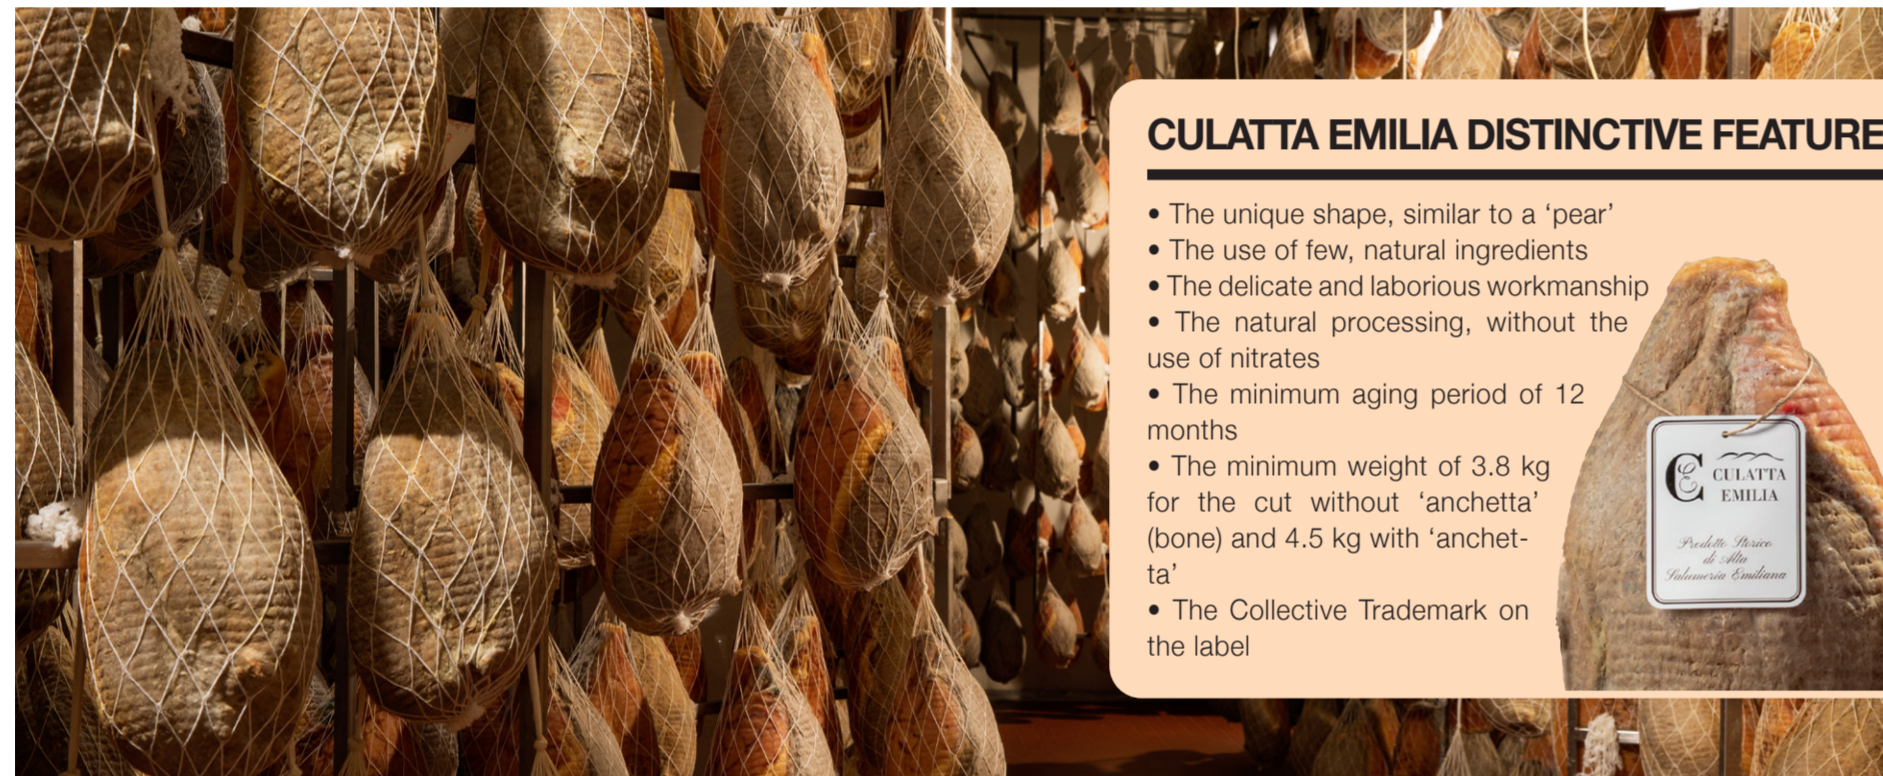 CULATTA EMILIA DISTINCTIVE FEATURE
• The unique shape, similar to a ‘pear’
• The use of few, natural ingredients
• The delicate and laborious workmanship
• The natural processing, without the
use of nitrates
• The minimum aging period of 12
months
• The minimum weight of 3.8 kg
for the cut without ‘anchetta’
(bone) and 4.5 kg with ‘anchet-
ta’
• The Collective Trademark on
the label
CULATTA
EMILIA
Prodotto Storico
di Alta
Salumeria Emiliana